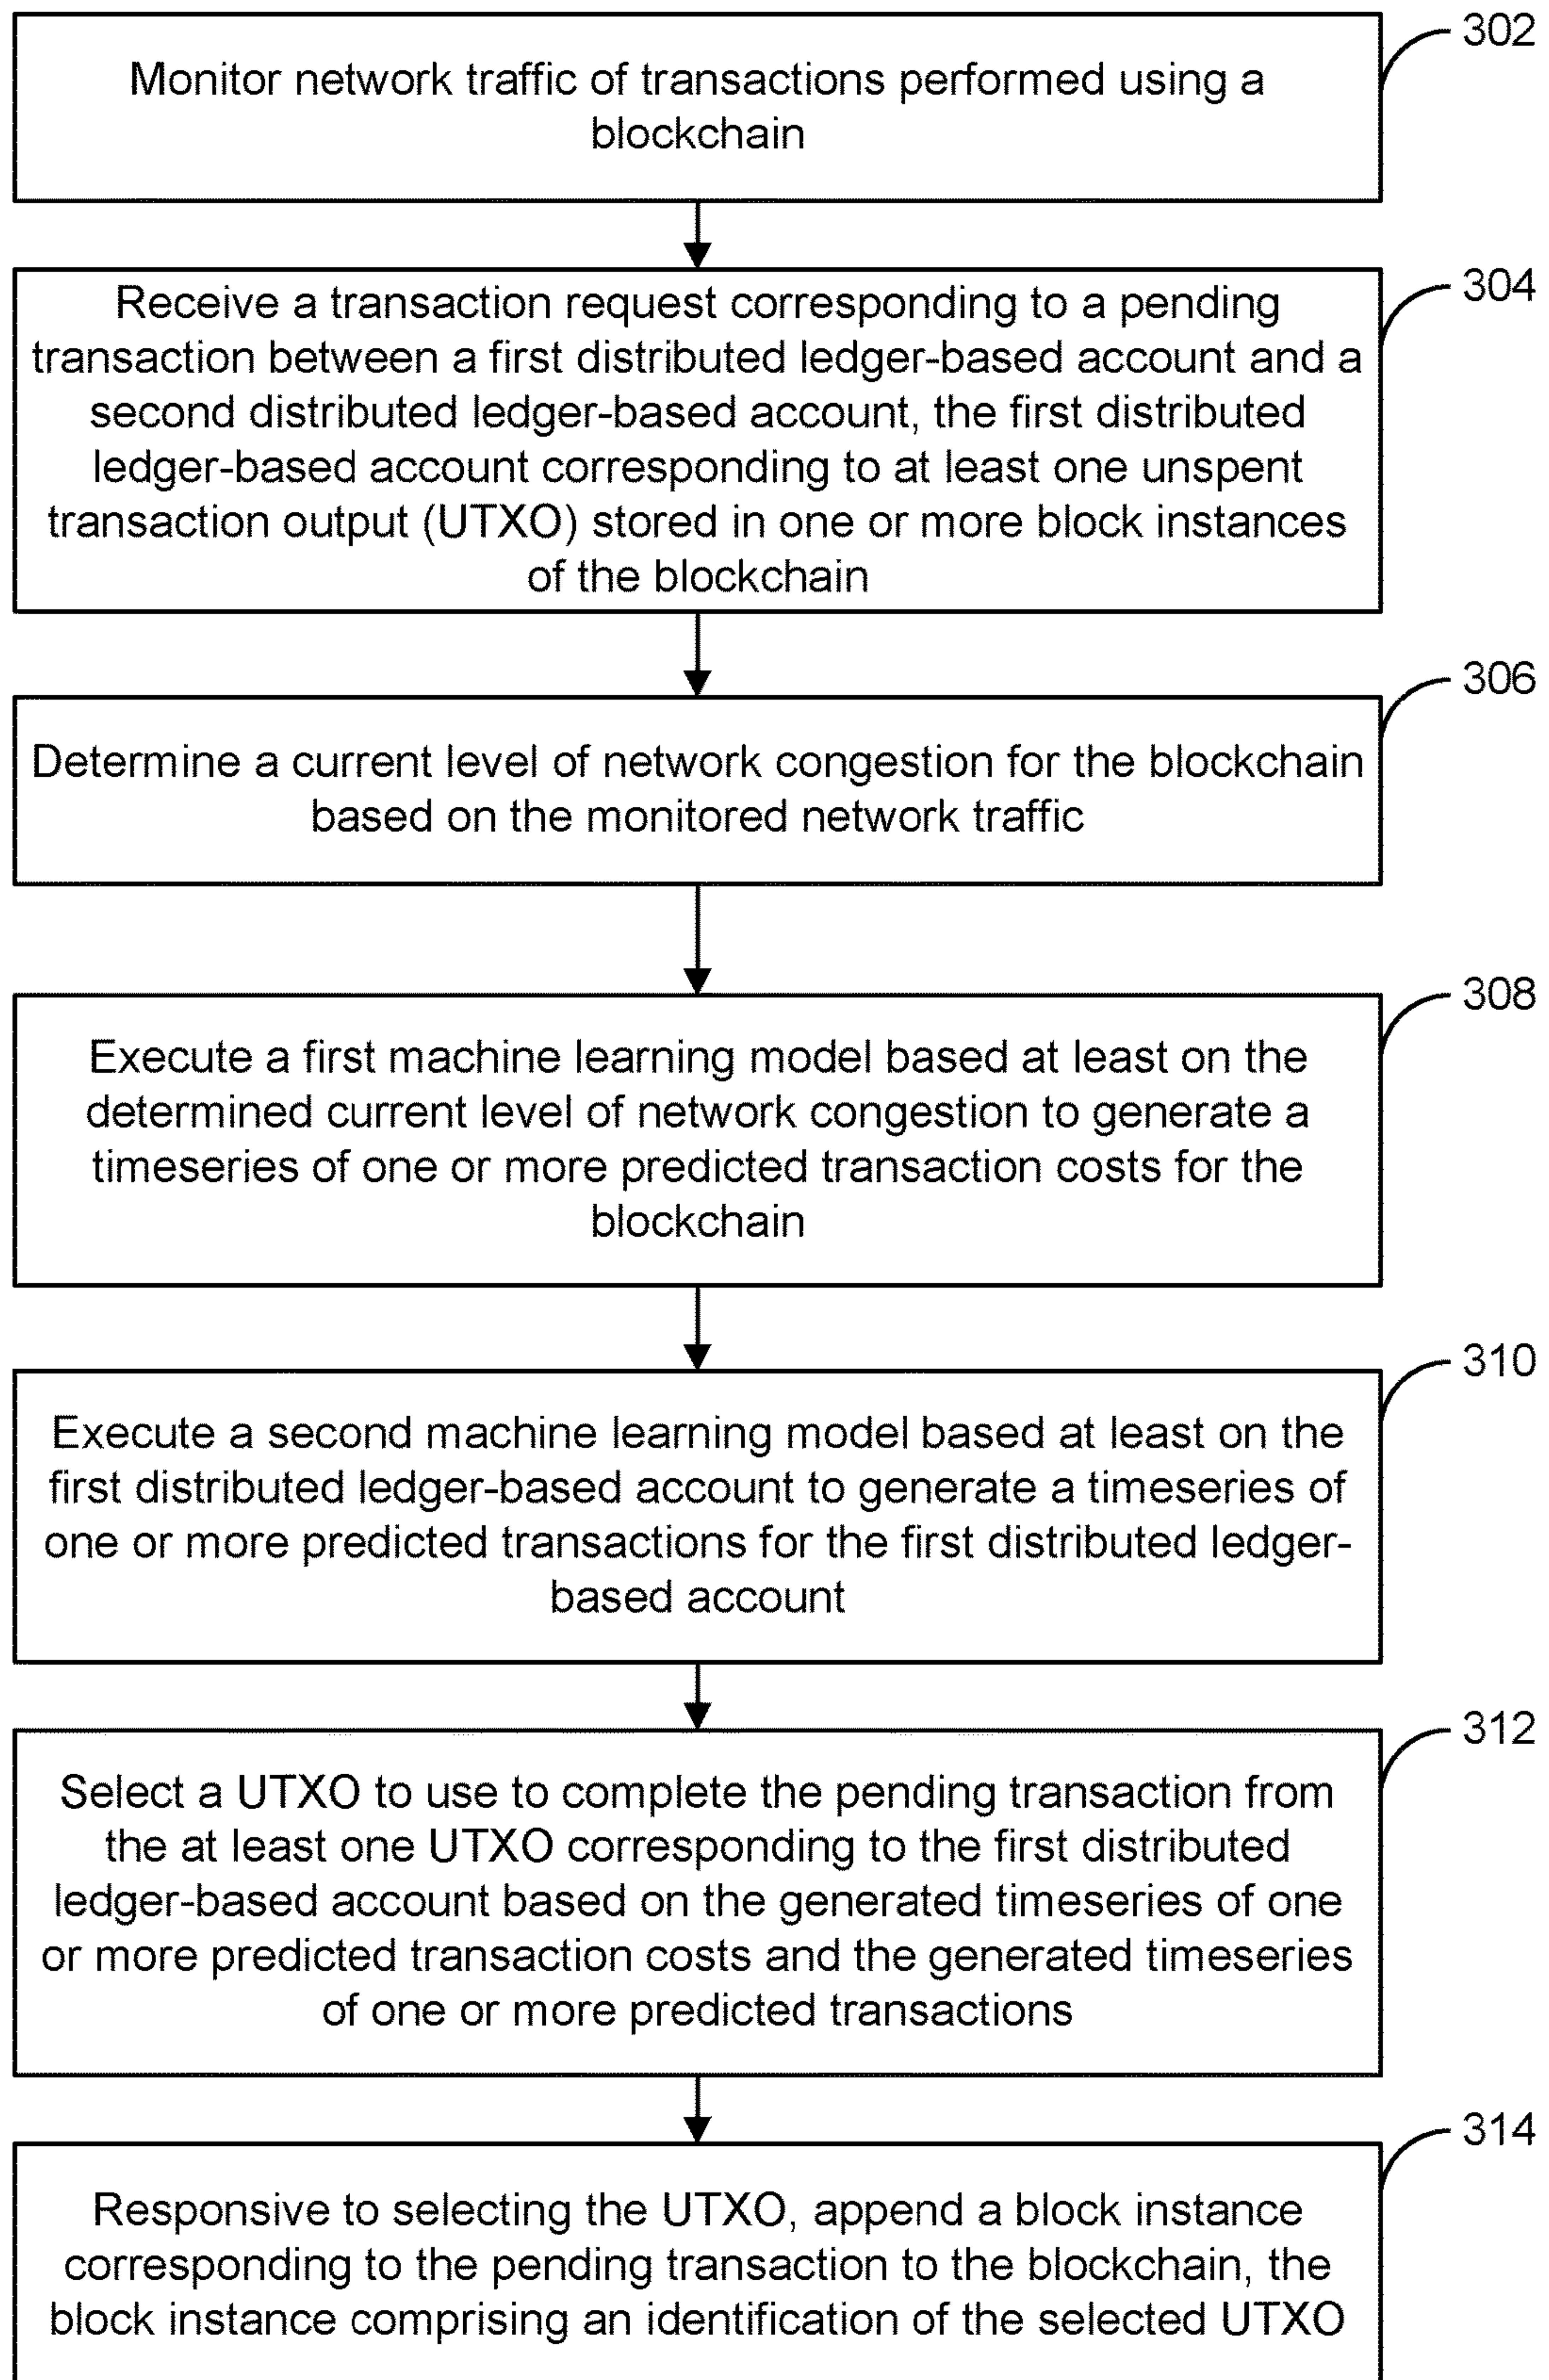 302
Monitor network traffic of transactions performed using a
blockchain
304
Receive a transaction request corresponding to a pending
transaction between a first distributed ledger-based account and a
second distributed ledger-based account, the first distributed
ledger-based account corresponding to at least one unspent
transaction output (UTXO) stored in one or more block instances
of the blockchain
306
Determine a current level of network congestion for the blockchain
based on the monitored network traffic
308
Execute a first machine learning model based at least on the
determined current level of network congestion to generate a
timeseries of one or more predicted transaction costs for the
blockchain
310
Execute a second machine learning model based at least on the
first distributed ledger-based account to generate a timeseries of
one or more predicted transactions for the first distributed ledger-
based account
312
Select a UTXO to use to complete the pending transaction from
the at least one UTXO corresponding to the first distributed
ledger-based account based on the generated timeseries of one
or more predicted transaction costs and the generated timeseries
of one or more predicted transactions
314
Responsive to selecting the UTXO, append a block instance
corresponding to the pending transaction to the blockchain, the
block instance comprising an identification of the selected UTXO